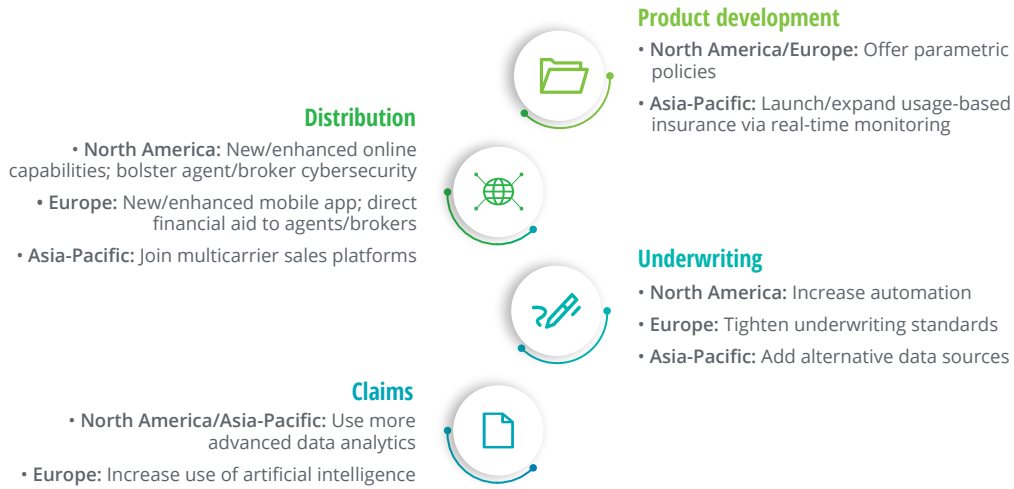 Product development
• North America/Europe: Offer parametric
policies
• Asia-Pacific: Launch/expand usage-based
insurance via real-time monitoring
Distribution
• North America: New/enhanced online
capabilities; bolster agent/broker cybersecurity
• Europe: New/enhanced mobile app; direct
financial aid to agents/brokers
• Asia-Pacific: Join multicarrier sales platforms
Underwriting
• North America: Increase automation
• Europe: Tighten underwriting standards
• Asia-Pacific: Add alternative data sources
Claims
• North America/Asia-Pacific: Use more
advanced data analytics
• Europe: Increase use of artificial intelligence